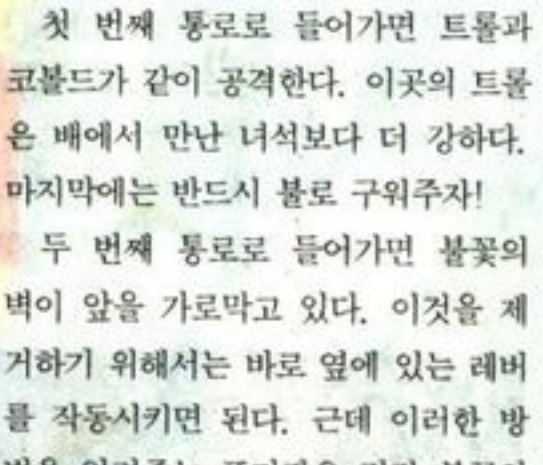 첫 번째 통로로 들어가면 트롤과
코볼드가 같이 공격한다. 이곳의 트롤
은 배에서 만난 녀석보다 더 강하다.
마지막에는 반드시 불로 구워주자!
두 번째 통로로 들어가면 불꽃의
벽이 앞을 가로막고 있다. 이것을 제
거하기 위해서는 바로 옆에 있는 레버
를 작동시키면 된다. 근데 이러한 방